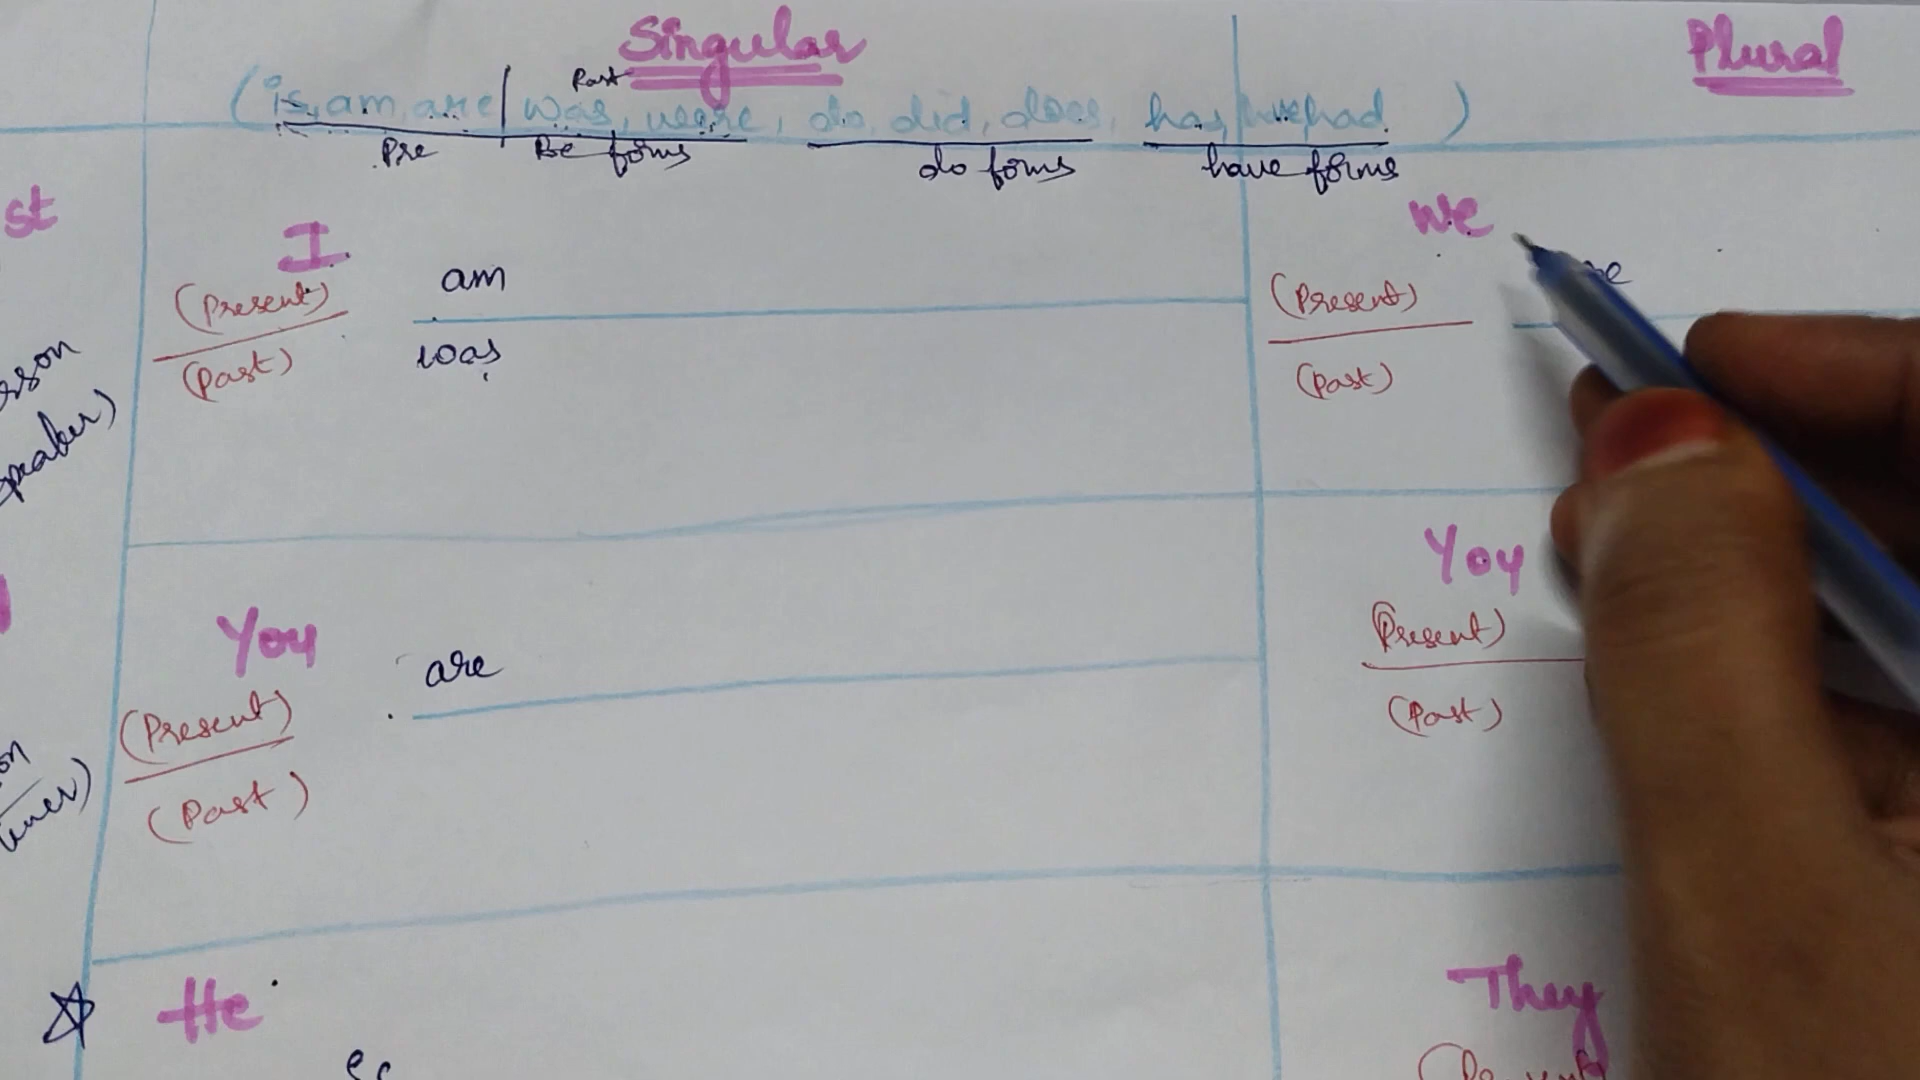 Singular
Plural
Past
(is, am, are / was, were, do, did, does, has, have, had )
Pre
Be forms
do forms
have forms
st
I
am
We
(Present)
(Past)
was
(Present)
(Past)
You
are
(Present)
(Past)
You
(Present)
(Past)
He
They